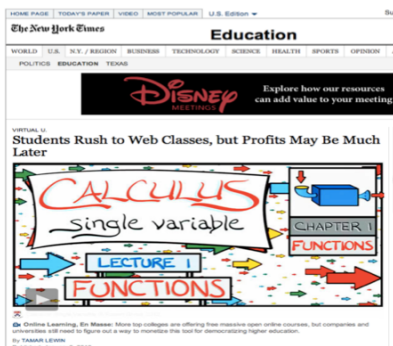 HOME PAGE TODAY'S PAPER VIDEO MOST POPULAR U.S. Edition
The New York Times
Education
WORLD U.S. N.Y. / REGION BUSINESS TECHNOLOGY SCIENCE HEALTH SPORTS OPINION
POLITICS EDUCATION TEXAS
Disney
MEETINGS
Explore how our resources
can add value to your meeting
VIRTUAL U.
Students Rush to Web Classes, but Profits May Be Much
Later
CALCULUS
single variable
CHAPTER 1
FUNCTIONS
LECTURE 1
FUNCTIONS
Online Learning, En Masse: More top colleges are offering free massive open online courses, but companies and
universities still need to figure out a way to monetize this tool for democratizing higher education.
By TAMAR LEWIN